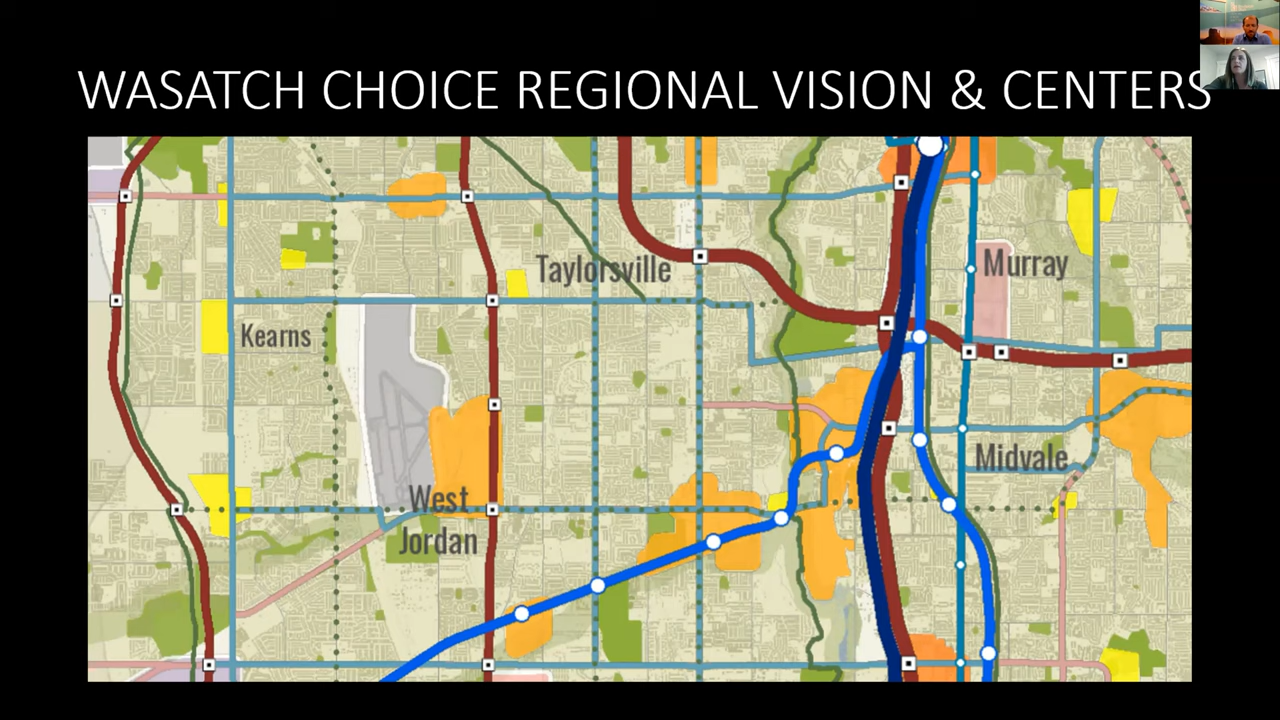 WASATCH CHOICE REGIONAL VISION & CENTERS
Taylorsville
Murray
Kearns
Midvale
West
Jordan